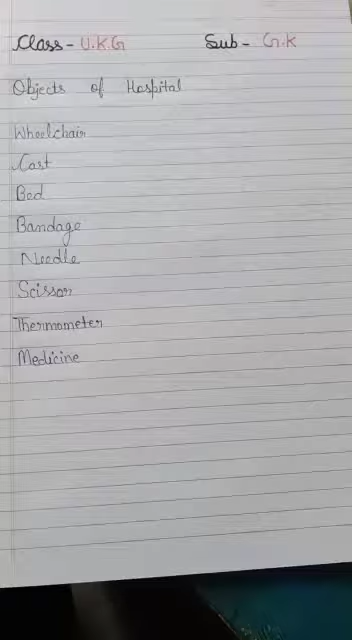 Class - U.K.G Sub - G.K
Objects of Hospital
Wheelchair
Cast
Bed
Bandage
Needle
Scissor
Thermometer
Medicine